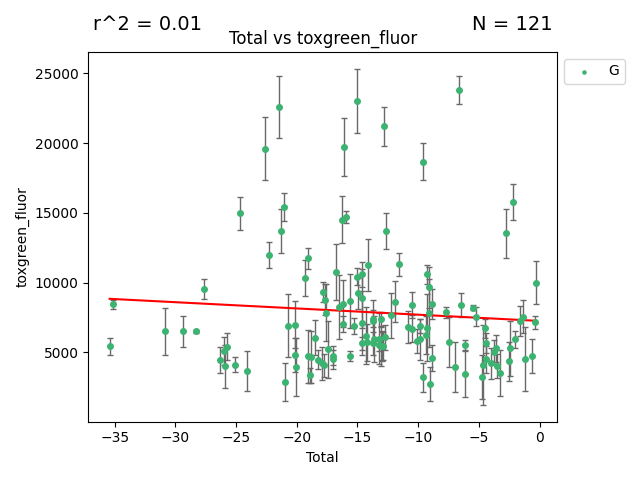 r^2 = 0.01
N = 121
Total vs toxgreen_fluor
G
toxgreen_fluor
25000
20000
15000
10000
5000
−35
−30
−25
−20
−15
−10
−5
0
Total